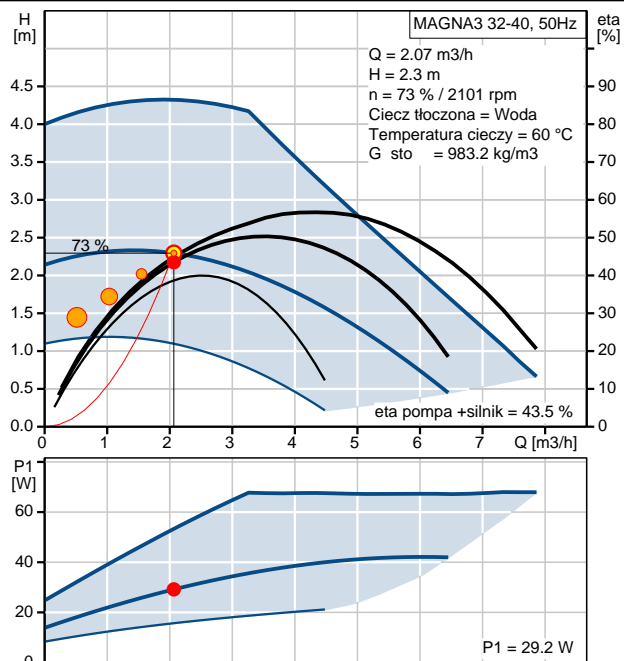 H
[m]
MAGNA3 32-40, 50Hz
eta
[%]
Q = 2.07 m3/h
H = 2.3 m
n = 73 % / 2101 rpm
Ciecz tłoczona = Woda
Temperatura cieczy = 60 °C
G sto = 983.2 kg/m3
4.5
4.0
3.5
3.0
2.5
2.0
1.5
1.0
0.5
0.0
90
80
70
60
50
40
30
20
10
0
73 %
eta pompa +silnik = 43.5 %
0
1
2
3
4
5
6
7
Q [m3/h]
P1
[W]
60
40
20
0
P1 = 29.2 W